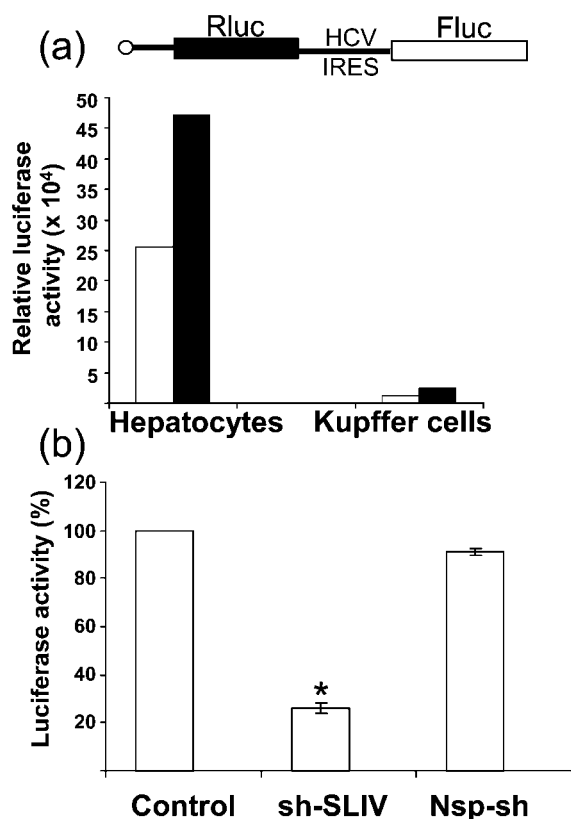 (a)
Rluc
HCV
IRES
Fluc
Relative luciferase
activity (x 10⁴)
50
45
40
35
30
25
20
15
10
5
Hepatocytes
Kupffer cells
(b)
Luciferase activity (%)
120
100
80
60
40
20
*
Control
sh-SLIV
Nsp-sh